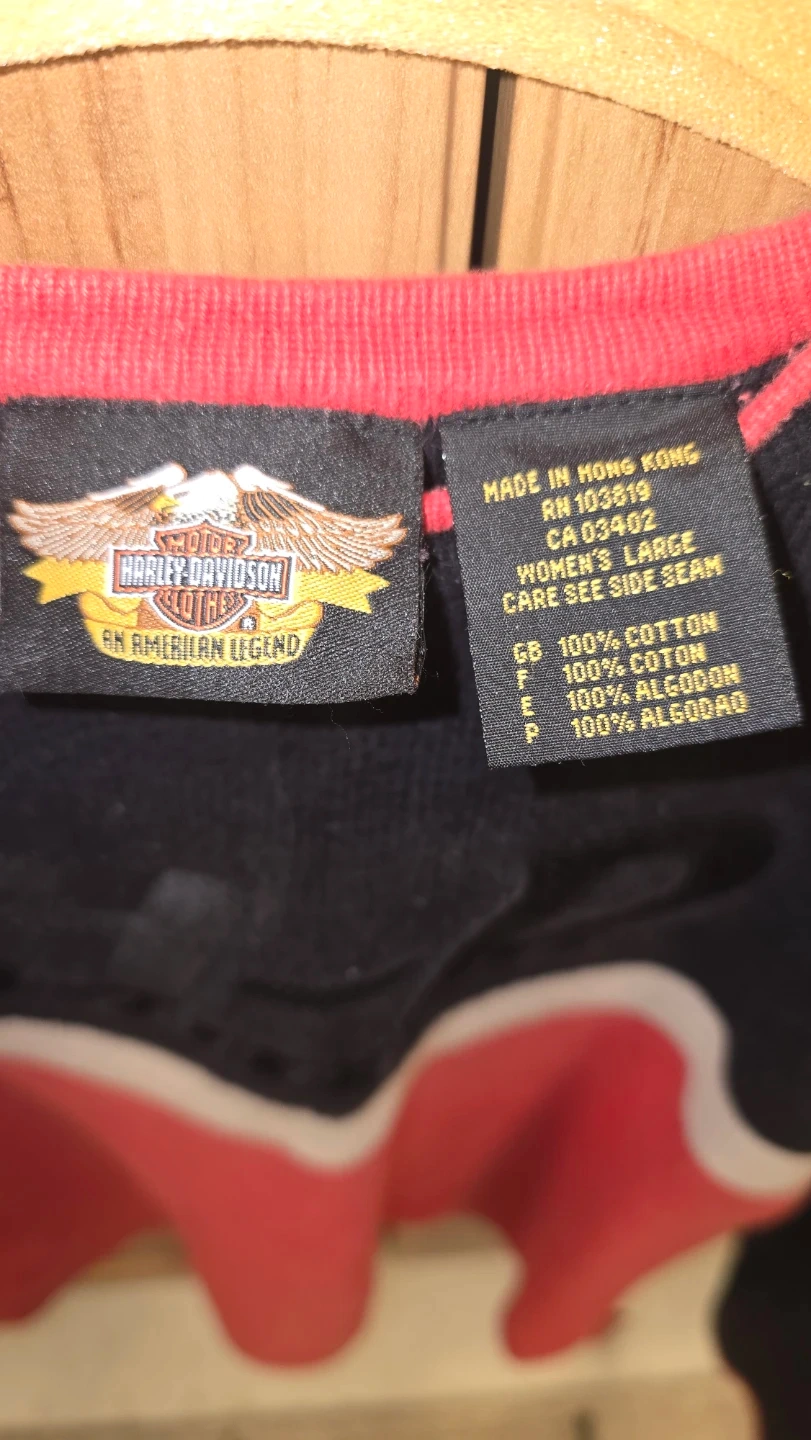 MOTOR
HARLEY-DAVIDSON
CLOTHES
®
AN AMERICAN LEGEND
MADE IN HONG KONG
RN 103819
CA 03402
WOMEN'S LARGE
CARE SEE SIDE SEAM
GB 100% COTTON
F 100% COTON
E 100% ALGODON
P 100% ALGODAO